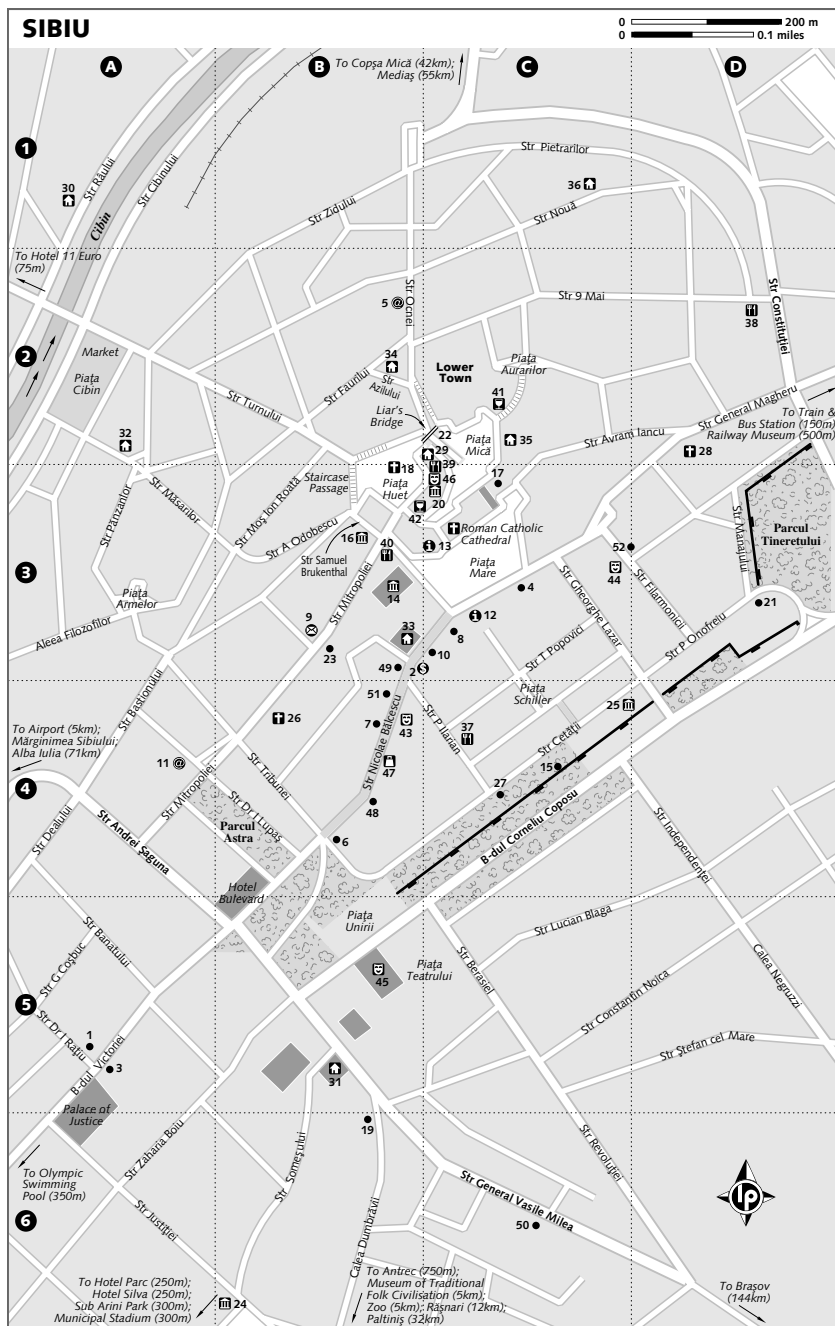 SIBIU
0 200 m
0 0.1 miles
A
B
C
D
To Copşa Mică (42km);
Mediaş (55km)
1
30
Str Râului
Str Cibinului
Cibin
Str Zidului
Str Pietrarilor
36
Str Nouă
To Hotel 11 Euro
(75m)
5 @
Str Ocnei
Str 9 Mai
38
Str Constituţiei
2
Market
Piaţa
Cibin
34
Str Faurilor
Str
Azilului
Lower
Town
Piaţa
Aurarilor
Str Turnului
41
Liar's
Bridge
22
Piaţa
Mică
35
Str Avram Iancu
Str General Magheru
To Train &
Bus Station (150m)
Railway Museum (500m)
32
29
28
18
39
46
17
Piaţa
Huet
20
42
Staircase
Passage
Str Moş Ion Roată
Str Măsarilor
Str Pânzarilor
Str A Odobescu
Str Samuel
Brukenthal
16
40
i 13
Roman Catholic
Cathedral
Piaţa
Mare
52
44
Str Filarmonicii
Str Manejului
Parcul
Tineretului
3
Piaţa
Armelor
Aleea Filozofilor
Str Mitropoliei
14
4
Str Gheorghe Lazar
21
9
33
i 12
8
Str T Popovici
Str P Onofreiu
23
49
10
2 $
Str Bastionului
51
Piaţa
Schiller
25
26
7
43
Str P Ilarian
37
Str Cetăţii
To Airport (5km);
Mărginimea Sibiului;
Alba Iulia (71km)
11 @
Str Tribunei
Str Nicolae Bălcescu
47
15
27
4
Str Mitropoliei
48
Str Dr I Lupaş
B-dul Corneliu Coposu
Str Dealului
Str Andrei Şaguna
Parcul
Astra
6
Str Independenţei
Hotel
Bulevard
Piaţa
Unirii
Str Lucian Blaga
Str Banatului
Str G Coşbuc
Piaţa
Teatrului
45
Str Berăsiei
Calea Negruzzi
Str Constantin Noica
5
Str Dr I Raţiu
1
B-dul Victoriei
3
Str Ştefan cel Mare
31
Palace of
Justice
19
Str Zaharia Boiu
Str Someşului
Str Revoluţiei
To Olympic
Swimming
Pool (350m)
Str Justiţiei
Str General Vasile Milea
lp
6
50
Calea Dumbrăvii
To Hotel Parc (250m);
Hotel Silva (250m);
Sub Arini Park (300m);
Municipal Stadium (300m)
24
To Antrec (750m);
Museum of Traditional
Folk Civilisation (5km);
Zoo (5km); Răşnari (12km);
Paltiniş (32km)
To Braşov
(144km)